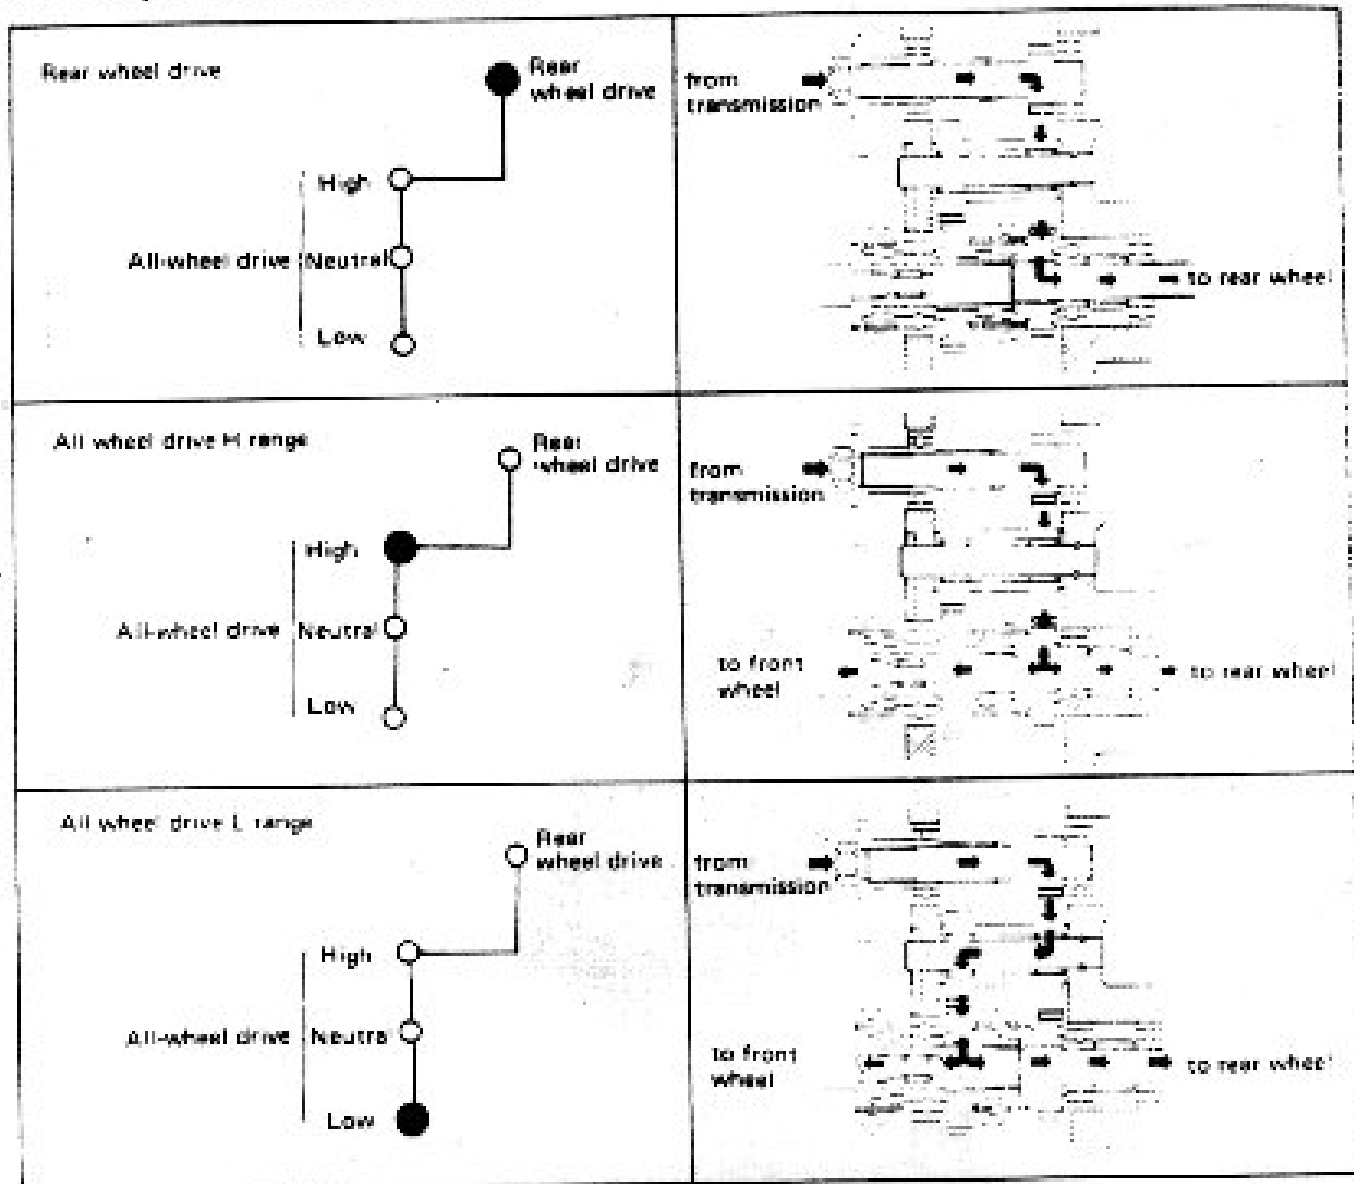 Rear wheel drive
Rear
wheel drive
High
All-wheel drive Neutral
Low
from
transmission
to rear wheel
All wheel drive H range
Rear
wheel drive
High
All-wheel drive Neutral
Low
from
transmission
to front
wheel
to rear wheel
All wheel drive L range
Rear
wheel drive
High
All-wheel drive Neutral
Low
from
transmission
to front
wheel
to rear wheel